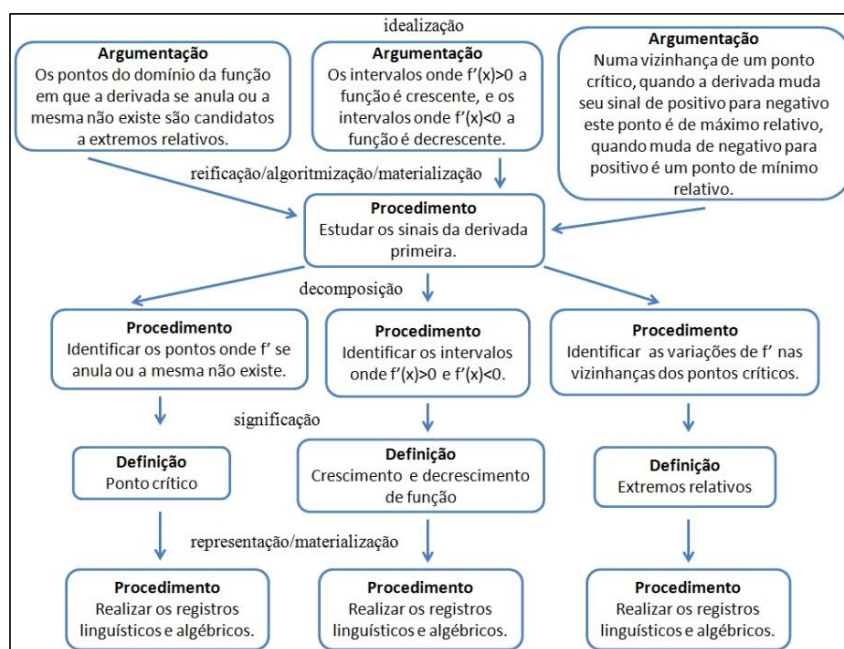 idealização
Argumentação
Os pontos do domínio da função
em que a derivada se anula ou a
mesma não existe são candidatos
a extremos relativos.
Argumentação
Os intervalos onde f'(x)>0 a
função é crescente, e os
intervalos onde f'(x)<0 a
função é decrescente.
Argumentação
Numa vizinhança de um ponto
crítico, quando a derivada muda
seu sinal de positivo para negativo
este ponto é de máximo relativo,
quando muda de negativo para
positivo é um ponto de mínimo
relativo.
reificação/algoritmização/materialização
Procedimento
Estudar os sinais da derivada
primeira.
decomposição
Procedimento
Identificar os pontos onde f' se
anula ou a mesma não existe.
Procedimento
Identificar os intervalos
onde f'(x)>0 e f'(x)<0.
Procedimento
Identificar as variações de f' nas
vizinhanças dos pontos críticos.
significação
Definição
Ponto crítico
Definição
Crescimento e decrescimento
de função
Definição
Extremos relativos
representação/materialização
Procedimento
Realizar os registros
linguísticos e algébricos.
Procedimento
Realizar os registros
linguísticos e algébricos.
Procedimento
Realizar os registros
linguísticos e algébricos.